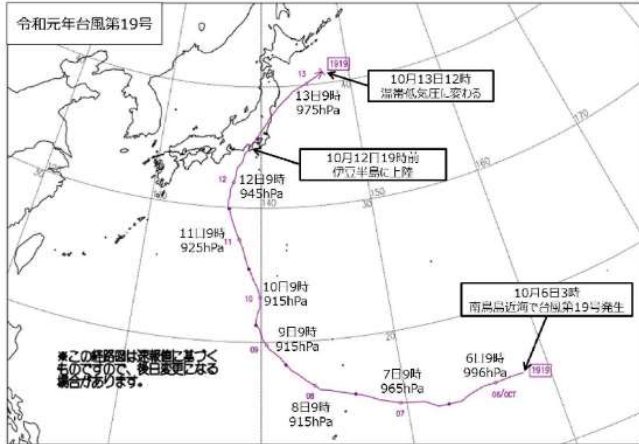 令和元年台風第19号
1919
13
10月13日12時
温帯低気圧に変わる
13日9時
975hPa
40
170
10月12日19時前
伊豆半島に上陸
160
12
12日9時
945hPa
30
130
140
150
30
11日9時
925hPa
11
10日9時
915hPa
10
10月6日3時
南鳥島近海で台風第19号発生
9日9時
915hPa
09
20
※この経路図は速報値に基づく
ものですので、後日変更になる
場合があります。
6日9時
996hPa
7日9時
965hPa
1919
06/OCT
08
07
8日9時
915hPa